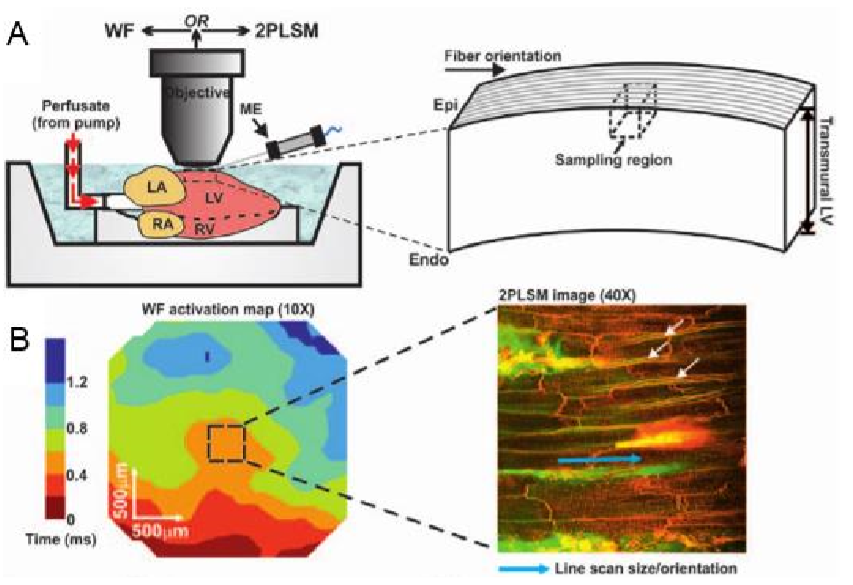 A
WF OR 2PLSM
Objective
ME
Perfusate
(from pump)
LA
LV
RA
RV
Fiber orientation
Epi
Sampling region
Transmural LV
Endo
B
WF activation map (10X)
2PLSM image (40X)
1.2
0.8
0.4
0
Time (ms)
500μm
500μm
Line scan size/orientation